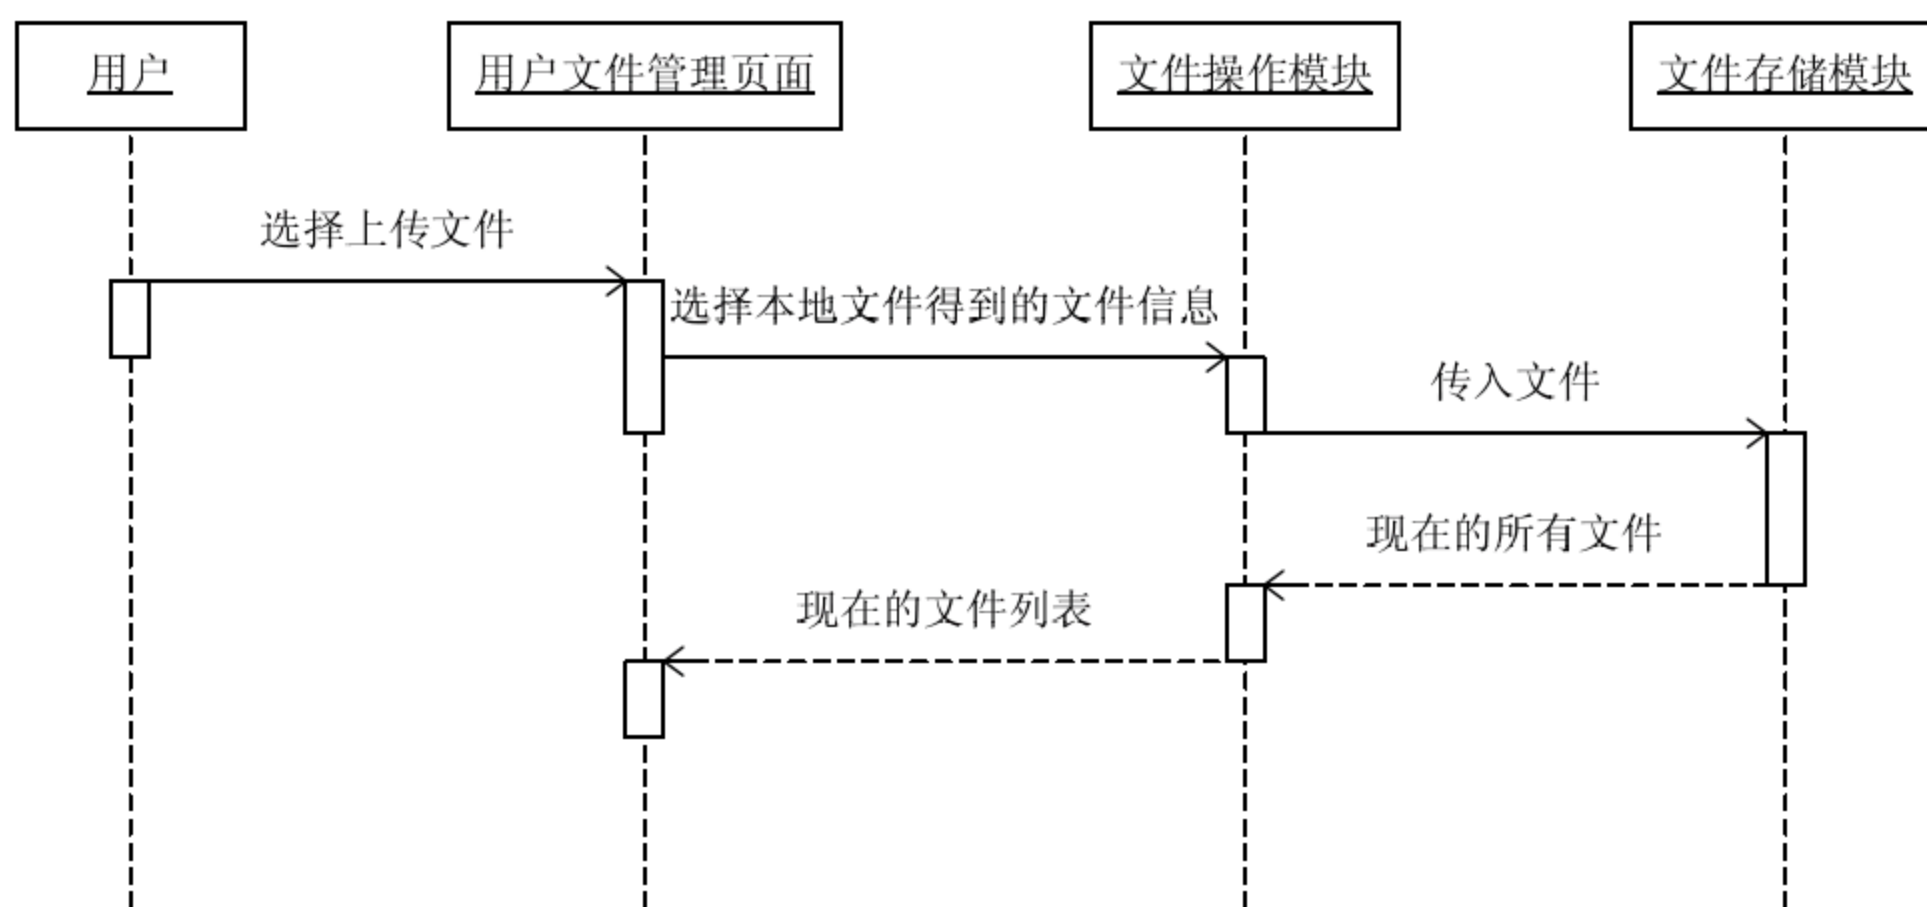 用户
用户文件管理页面
文件操作模块
文件存储模块
选择上传文件
选择本地文件得到的文件信息
传入文件
现在的所有文件
现在的文件列表